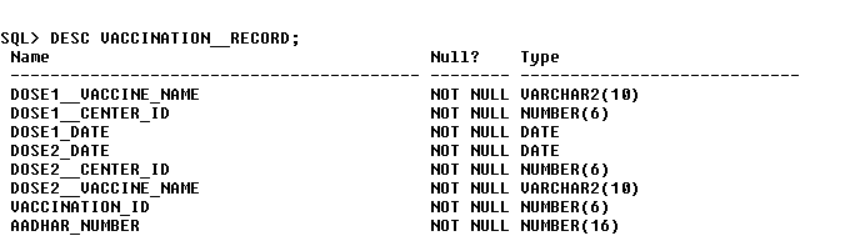 SQL> DESC VACCINATION__RECORD;
Name Null? Type
----------------------------------------- -------- ----------------------------
DOSE1__VACCINE_NAME NOT NULL VARCHAR2(10)
DOSE1__CENTER_ID NOT NULL NUMBER(6)
DOSE1_DATE NOT NULL DATE
DOSE2_DATE NOT NULL DATE
DOSE2__CENTER_ID NOT NULL NUMBER(6)
DOSE2__VACCINE_NAME NOT NULL VARCHAR2(10)
VACCINATION_ID NOT NULL NUMBER(6)
AADHAR_NUMBER NOT NULL NUMBER(16)